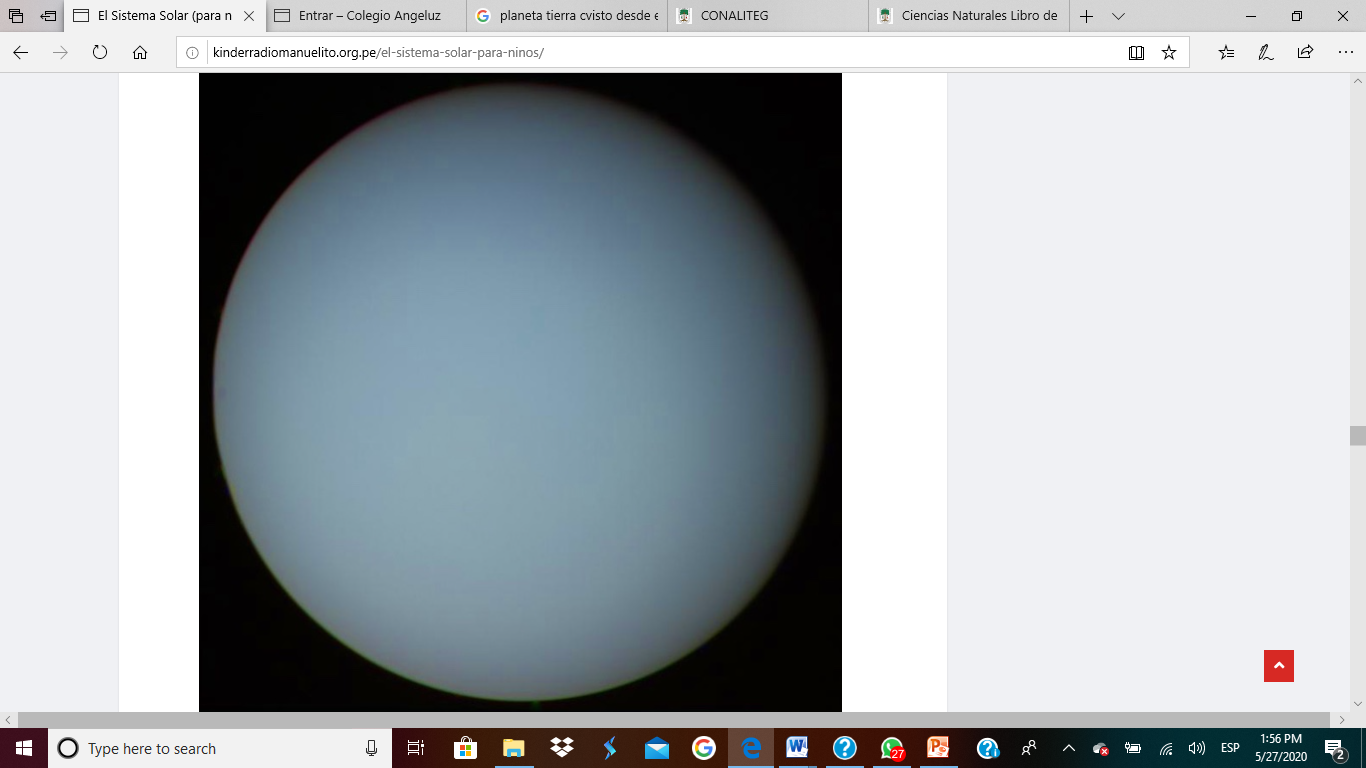 El Sistema Solar (para n
Entrar – Colegio Angeluz
planeta tierra cvisto desde e
CONALITEG
Ciencias Naturales Libro de
kinderradiomanuelito.org.pe/el-sistema-solar-para-ninos/
Type here to search
27
ESP
1:56 PM
5/27/2020
2